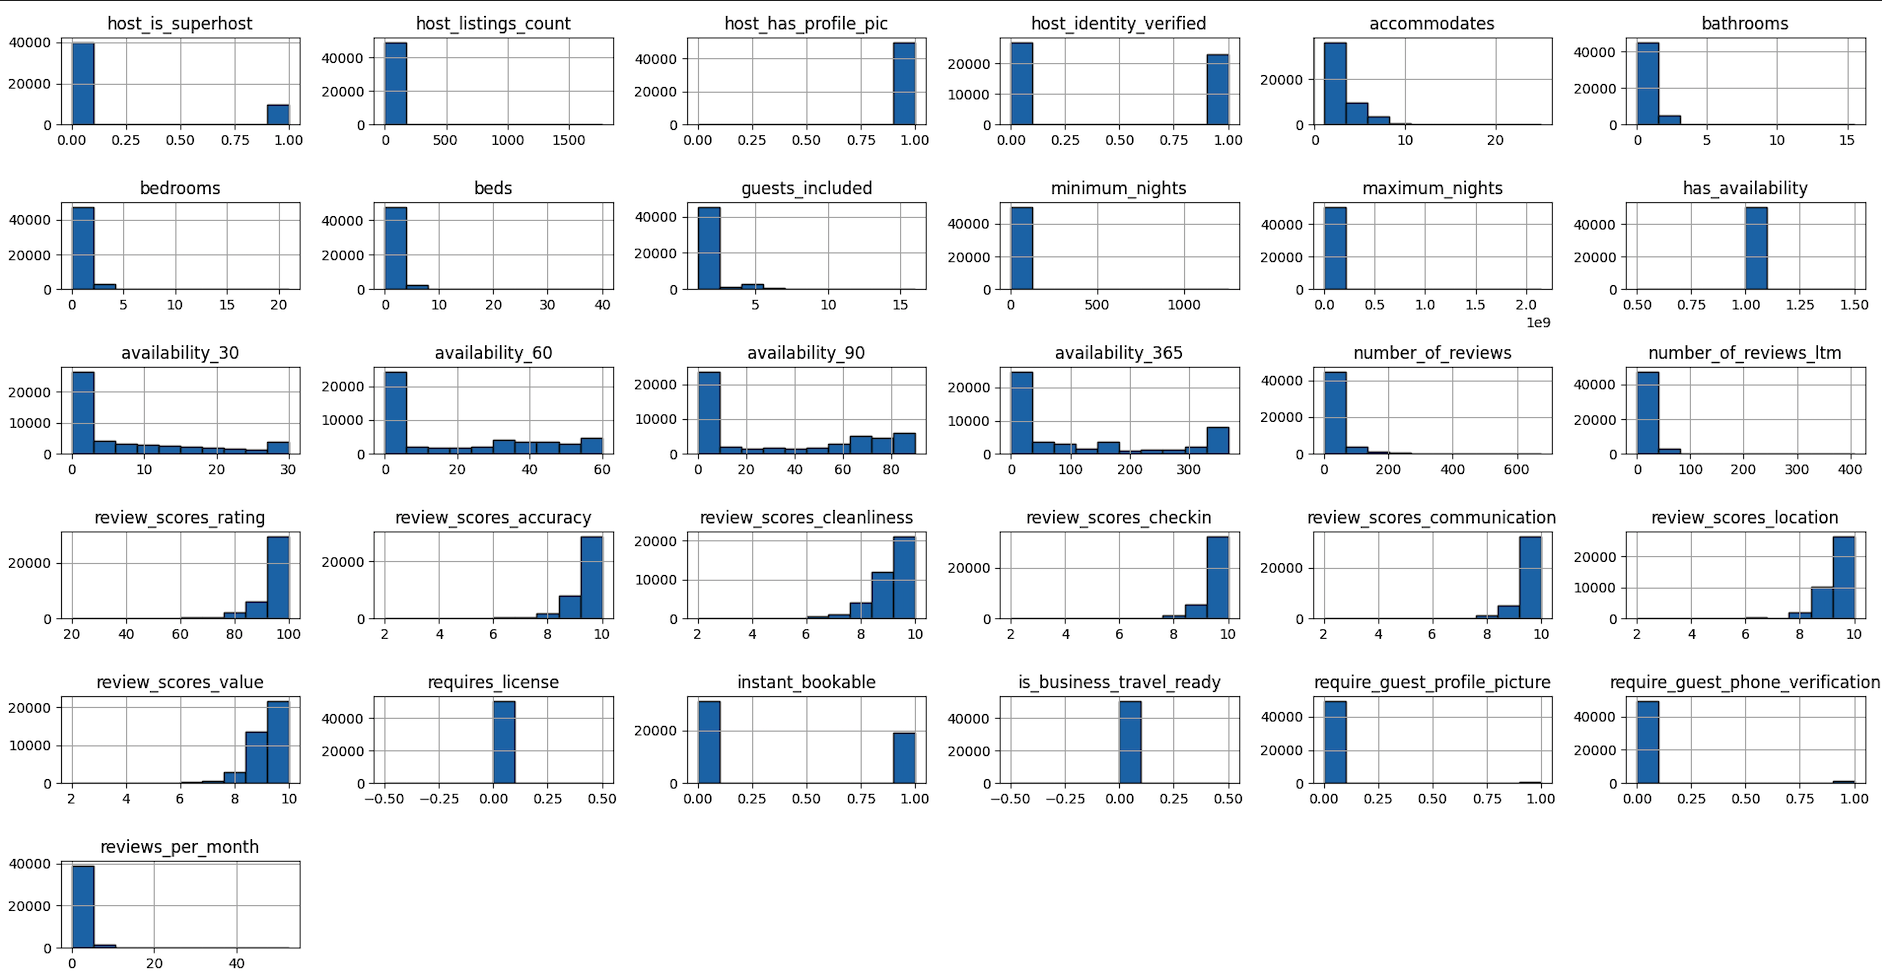 host_is_superhost
40000
20000
0
0.00 0.25 0.50 0.75 1.00
host_listings_count
40000
20000
0
0 500 1000 1500
host_has_profile_pic
40000
20000
0
0.00 0.25 0.50 0.75 1.00
host_identity_verified
20000
10000
0
0.00 0.25 0.50 0.75 1.00
accommodates
20000
0
0 10 20
bathrooms
40000
20000
0
0 5 10 15
bedrooms
40000
20000
0
0 5 10 15 20
beds
40000
20000
0
0 10 20 30 40
guests_included
40000
20000
0
5 10 15
minimum_nights
40000
20000
0
0 500 1000
maximum_nights
40000
20000
0
0.0 0.5 1.0 1.5 2.0
1e9
has_availability
40000
20000
0
0.50 0.75 1.00 1.25 1.50
availability_30
20000
10000
0
0 10 20 30
availability_60
20000
10000
0
0 20 40 60
availability_90
20000
10000
0
0 20 40 60 80
availability_365
20000
10000
0
0 100 200 300
number_of_reviews
40000
20000
0
0 200 400 600
number_of_reviews_ltm
40000
20000
0
0 100 200 300 400
review_scores_rating
20000
0
20 40 60 80 100
review_scores_accuracy
20000
0
2 4 6 8 10
review_scores_cleanliness
20000
10000
0
2 4 6 8 10
review_scores_checkin
20000
0
2 4 6 8 10
review_scores_communication
20000
0
2 4 6 8 10
review_scores_location
20000
10000
0
2 4 6 8 10
review_scores_value
20000
10000
0
2 4 6 8 10
requires_license
40000
20000
0
−0.50 −0.25 0.00 0.25 0.50
instant_bookable
20000
0
0.00 0.25 0.50 0.75 1.00
is_business_travel_ready
40000
20000
0
−0.50 −0.25 0.00 0.25 0.50
require_guest_profile_picture
40000
20000
0
0.00 0.25 0.50 0.75 1.00
require_guest_phone_verification
40000
20000
0
0.00 0.25 0.50 0.75 1.00
reviews_per_month
40000
20000
0
0 20 40